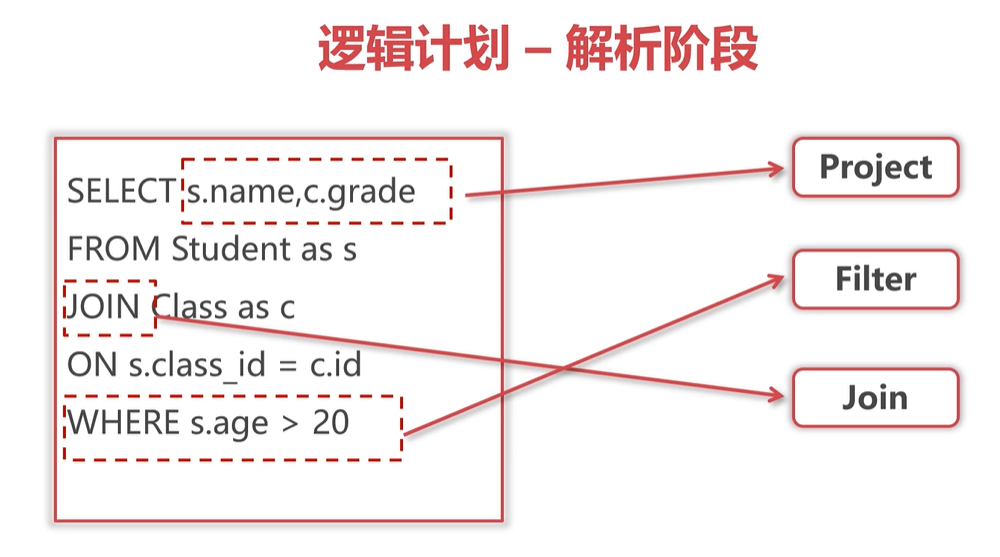 逻辑计划 – 解析阶段
SELECT s.name,c.grade
FROM Student as s
JOIN Class as c
ON s.class_id = c.id
WHERE s.age > 20
Project
Filter
Join